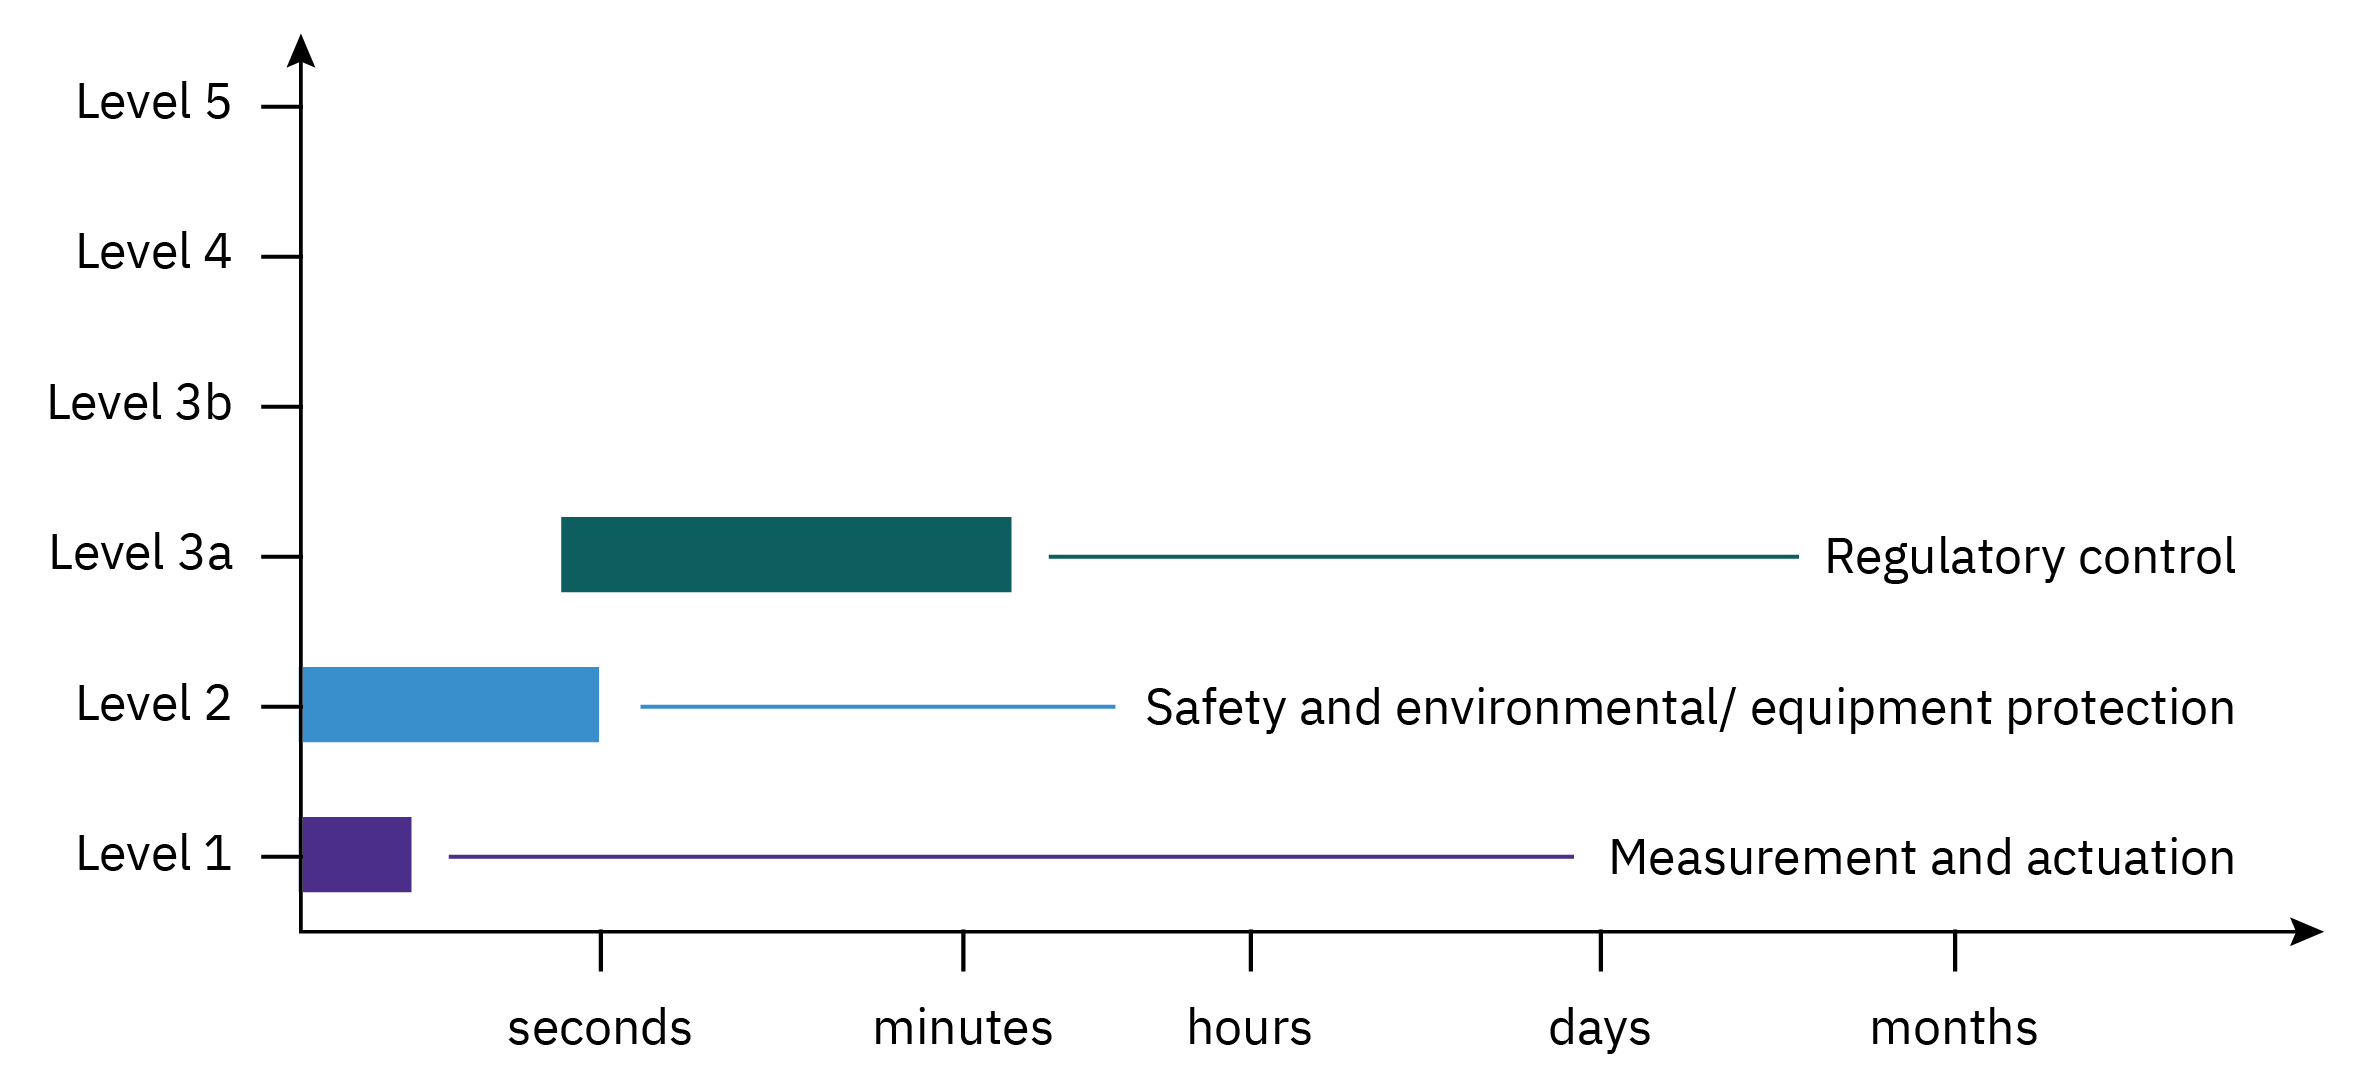 Level 5
Level 4
Level 3b
Level 3a
Regulatory control
Level 2
Safety and environmental/ equipment protection
Level 1
Measurement and actuation
seconds
minutes
hours
days
months